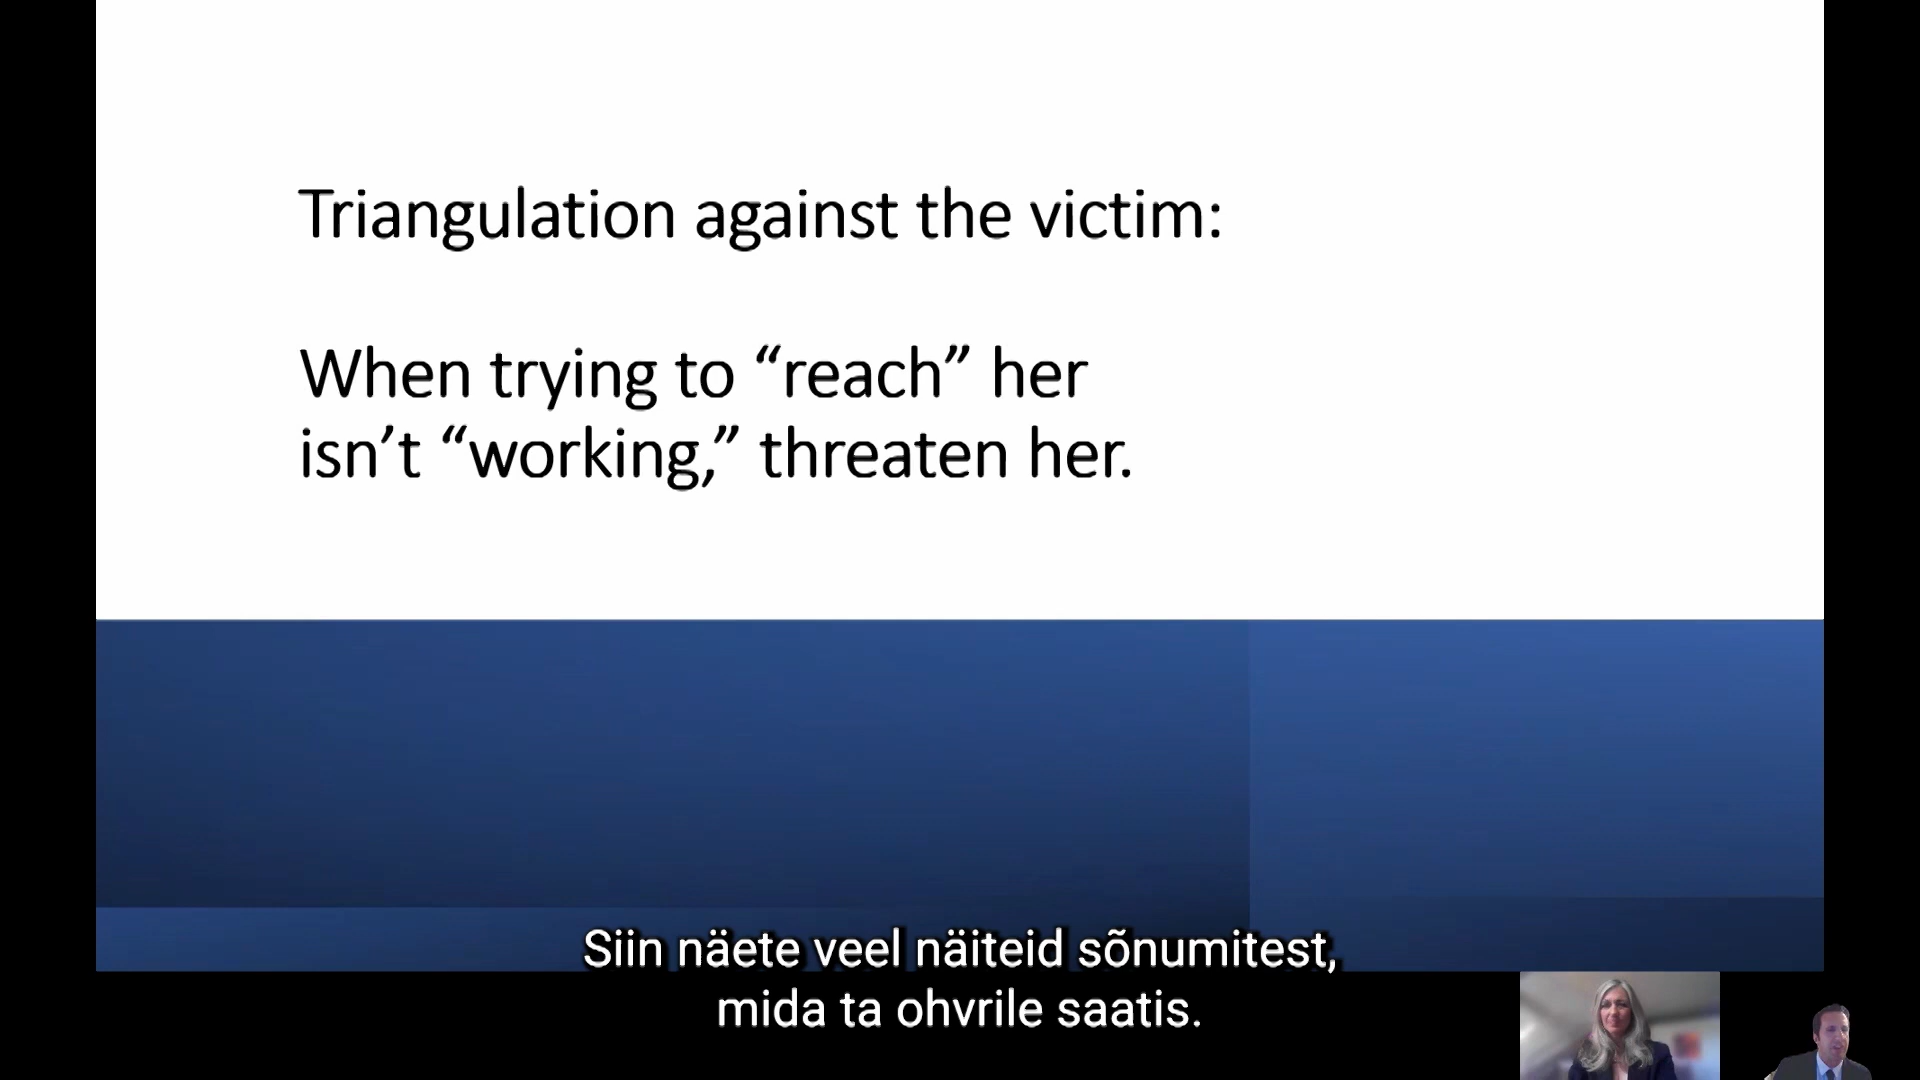 Triangulation against the victim:
When trying to “reach” her
isn’t “working,” threaten her.
Siin näete veel näiteid sõnumitest,
mida ta ohvrile saatis.